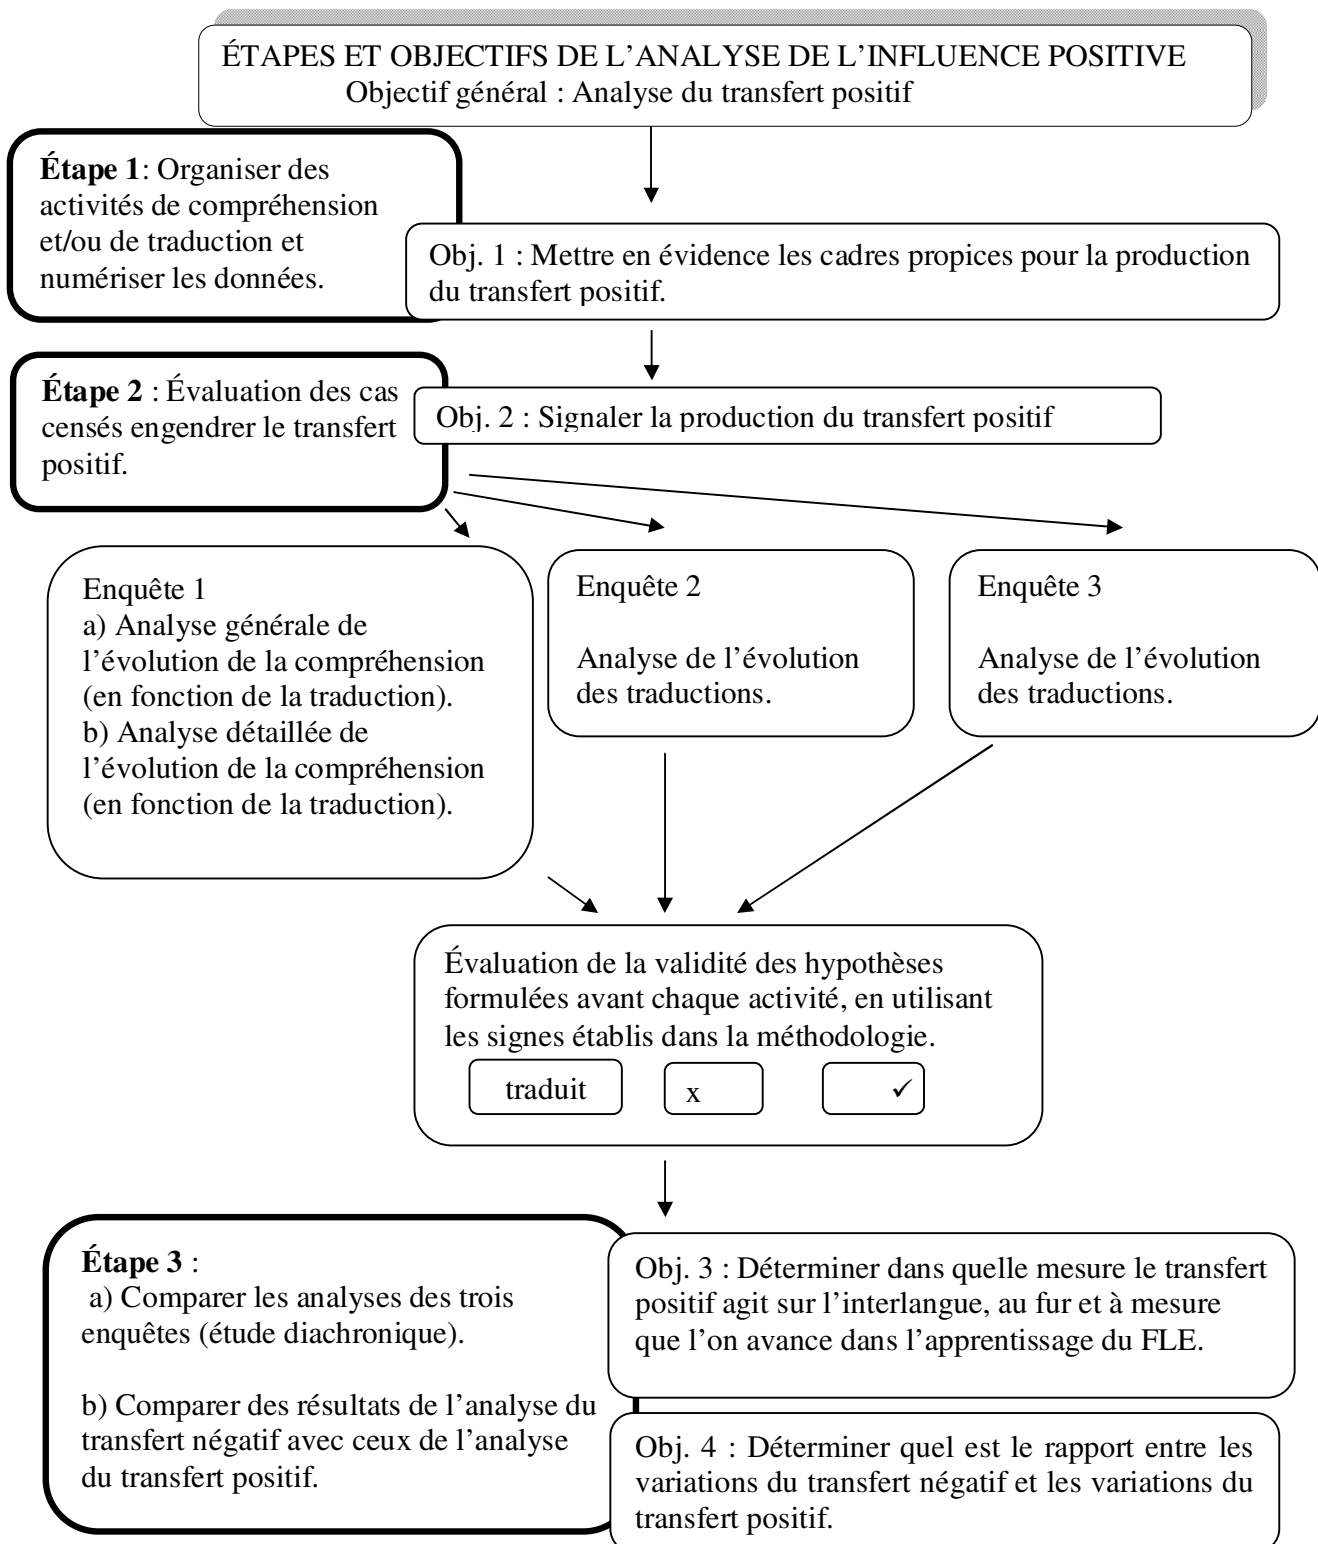 ÉTAPES ET OBJECTIFS DE L’ANALYSE DE L’INFLUENCE POSITIVE
Objectif général : Analyse du transfert positif
Étape 1: Organiser des
activités de compréhension
et/ou de traduction et
numériser les données.
Obj. 1 : Mettre en évidence les cadres propices pour la production
du transfert positif.
Étape 2 : Évaluation des cas
censés engendrer le transfert
positif.
Obj. 2 : Signaler la production du transfert positif
Enquête 1
a) Analyse générale de
l’évolution de la compréhension
(en fonction de la traduction).
b) Analyse détaillée de
l’évolution de la compréhension
(en fonction de la traduction).
Enquête 2
Analyse de l’évolution
des traductions.
Enquête 3
Analyse de l’évolution
des traductions.
Évaluation de la validité des hypothèses
formulées avant chaque activité, en utilisant
les signes établis dans la méthodologie.
traduit x ✓
Étape 3 :
a) Comparer les analyses des trois
enquêtes (étude diachronique).
b) Comparer des résultats de l’analyse du
transfert négatif avec ceux de l’analyse
du transfert positif.
Obj. 3 : Déterminer dans quelle mesure le transfert
positif agit sur l’interlangue, au fur et à mesure
que l’on avance dans l’apprentissage du FLE.
Obj. 4 : Déterminer quel est le rapport entre les
variations du transfert négatif et les variations du
transfert positif.